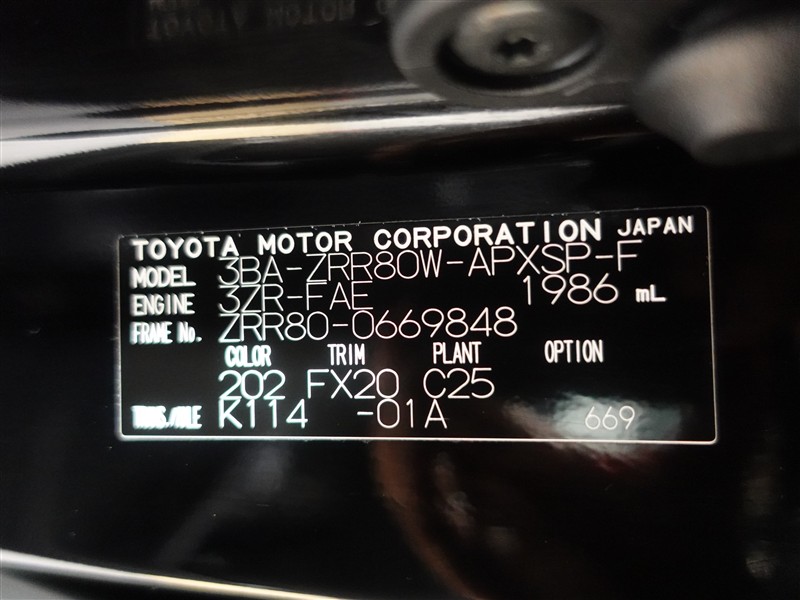 TOYOTA MOTOR CORPORATION JAPAN
MODEL 3BA-ZRR80W-APXSP-F
ENGINE 3ZR-FAE 1986 mL
FRAME No. ZRR80-0669848
COLOR TRIM PLANT OPTION
202 FX20 C25
TRANS./AXLE K114 -01A 669